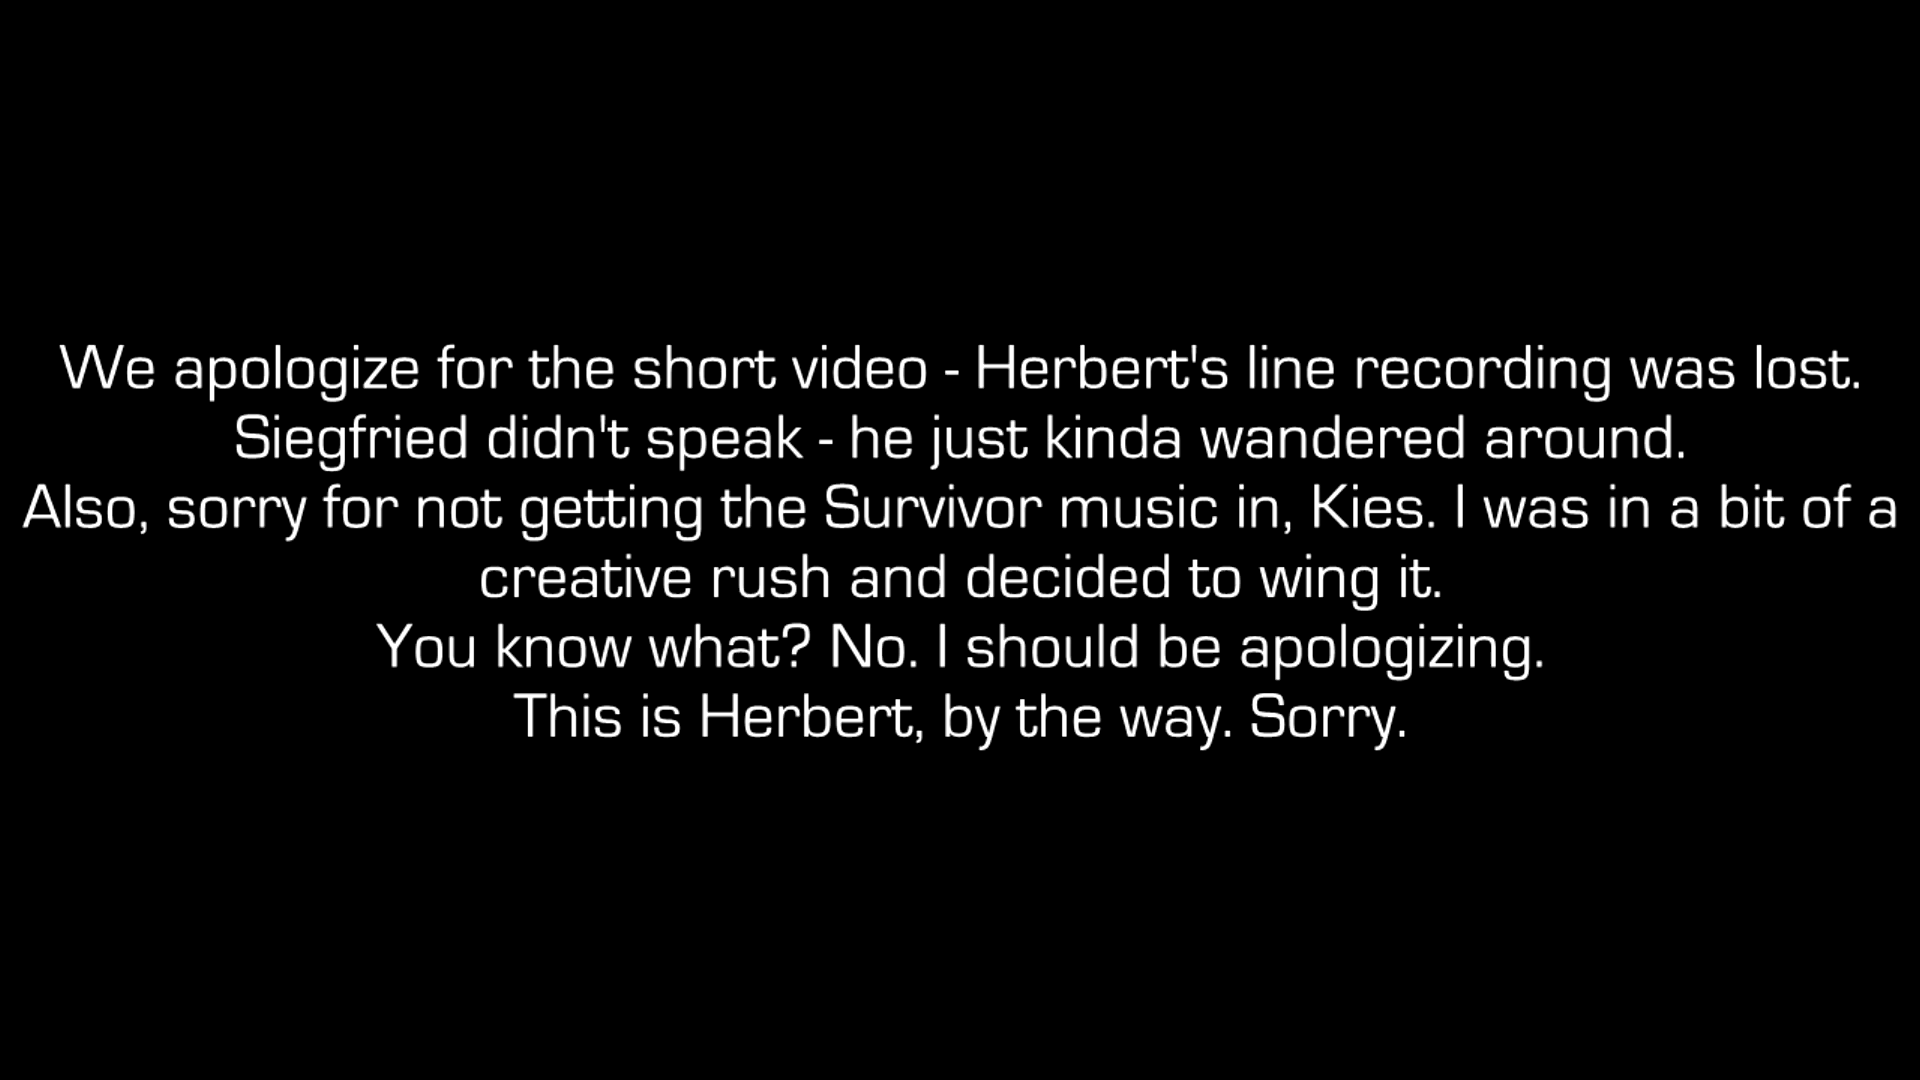 We apologize for the short video - Herbert's line recording was lost.
Siegfried didn't speak - he just kinda wandered around.
Also, sorry for not getting the Survivor music in, Kies. I was in a bit of a
creative rush and decided to wing it.
You know what? No. I should be apologizing.
This is Herbert, by the way. Sorry.